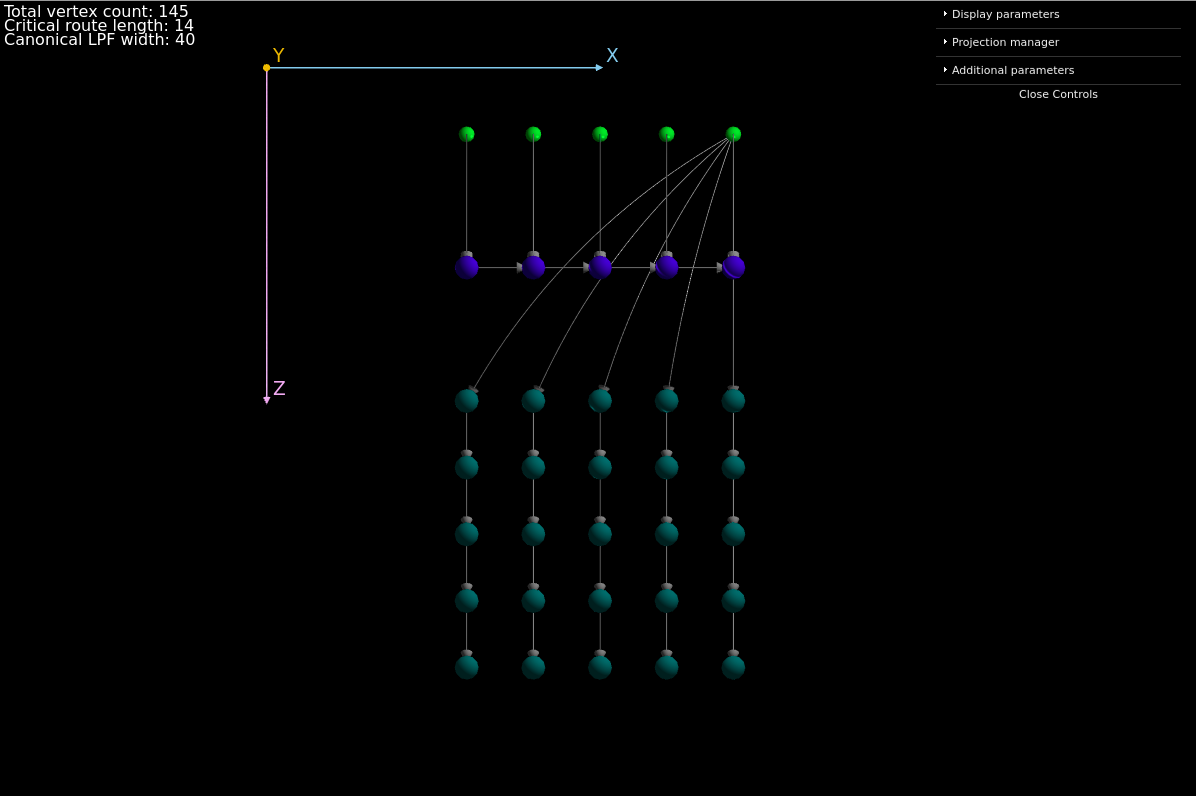 Total vertex count: 145
Critical route length: 14
Canonical LPF width: 40
Display parameters
Projection manager
Additional parameters
Close Controls
Y
X
Z